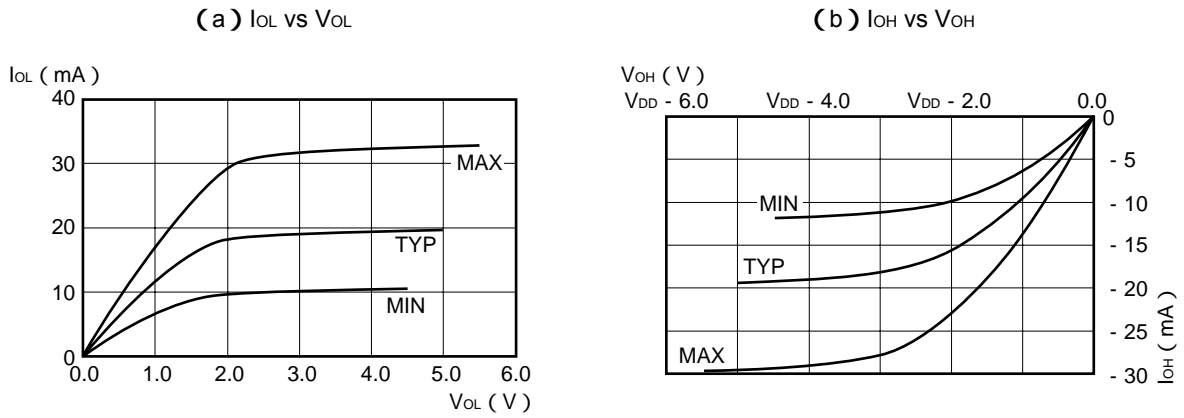 (a) IOL vs VOL
IOL ( mA )
40
30
20
10
0
0.0 1.0 2.0 3.0 4.0 5.0 6.0
VOL ( V )
MAX
TYP
MIN
(b) IOH vs VOH
VOH ( V )
VDD - 6.0 VDD - 4.0 VDD - 2.0 0.0
0
- 5
- 10
- 15
- 20
- 25
- 30
IOH ( mA )
MIN
TYP
MAX